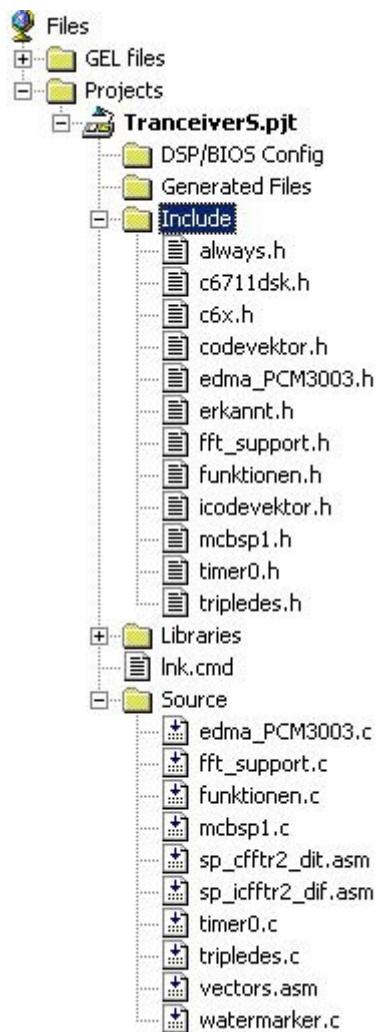 Files
GEL files
Projects
TranceiverS.pjt
DSP/BIOS Config
Generated Files
Include
always.h
c6711dsk.h
c6x.h
codevektor.h
edma_PCM3003.h
erkannt.h
fft_support.h
funktionen.h
icodevektor.h
mcbsp1.h
timer0.h
tripledes.h
Libraries
lnk.cmd
Source
edma_PCM3003.c
fft_support.c
funktionen.c
mcbsp1.c
sp_cfftr2_dit.asm
sp_icfftr2_dif.asm
timer0.c
tripledes.c
vectors.asm
watermarker.c